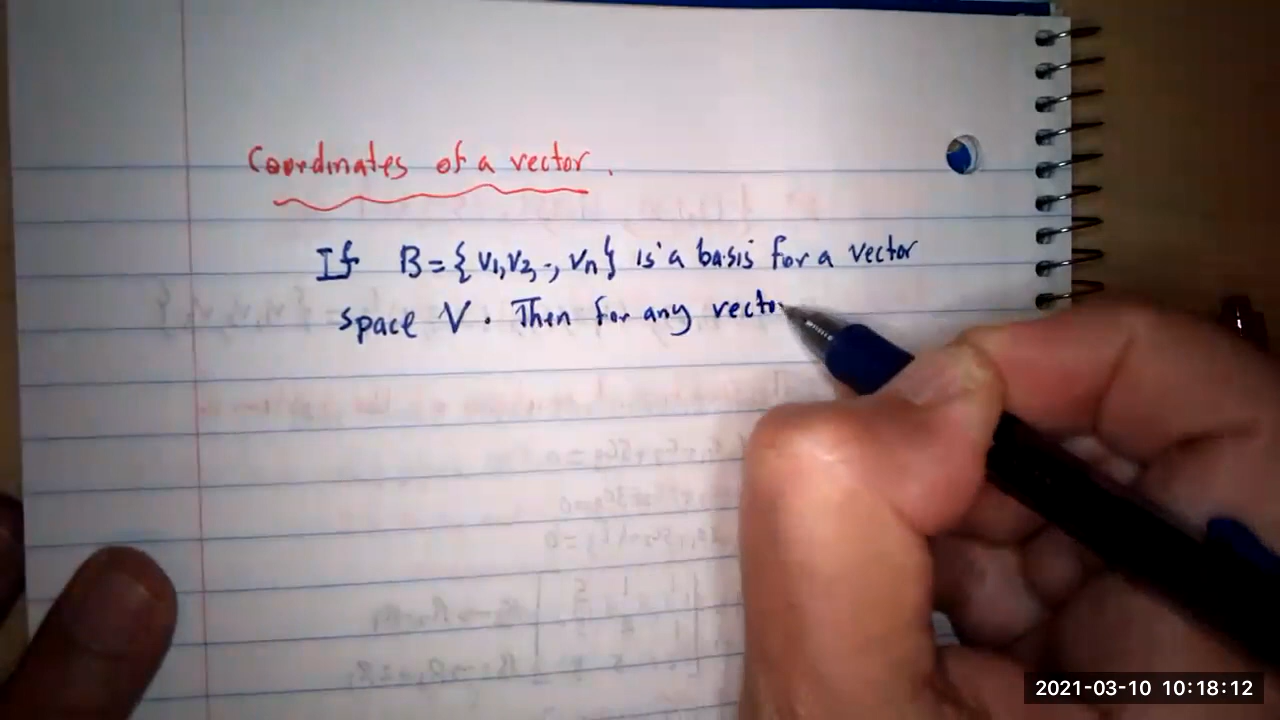 Coordinates of a vector.
If B = {v1, v2, .., vn} is a basis for a vector
space V. Then for any vecto
2021-03-10 10:18:12